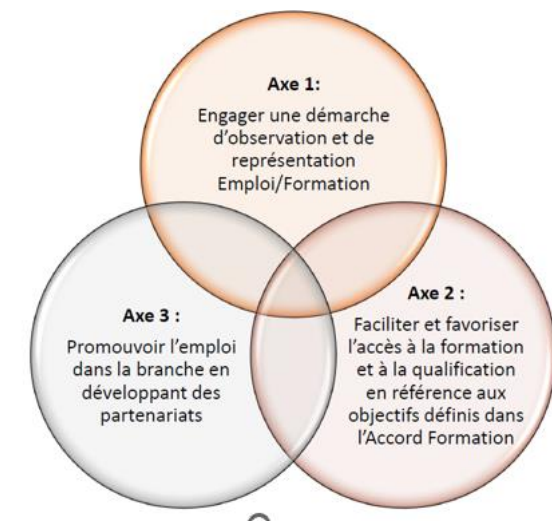 Axe 1:
Engager une démarche
d'observation et de
représentation
Emploi/Formation
Axe 3 :
Promouvoir l'emploi
dans la branche en
développant des
partenariats
Axe 2 :
Faciliter et favoriser
l'accès à la formation
et à la qualification
en référence aux
objectifs définis dans
l'Accord Formation